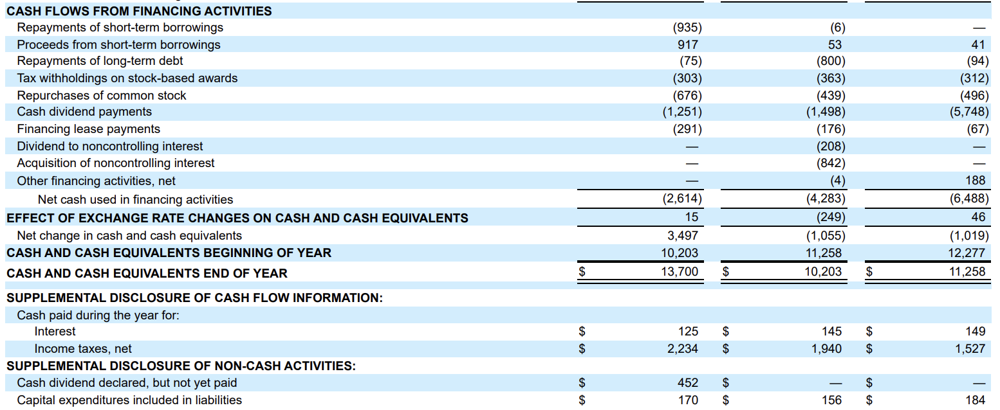 CASH FLOWS FROM FINANCING ACTIVITIES
Repayments of short-term borrowings (935) (6) —
Proceeds from short-term borrowings 917 53 41
Repayments of long-term debt (75) (800) (94)
Tax withholdings on stock-based awards (303) (363) (312)
Repurchases of common stock (676) (439) (496)
Cash dividend payments (1,251) (1,498) (5,748)
Financing lease payments (291) (176) (67)
Dividend to noncontrolling interest — (208) —
Acquisition of noncontrolling interest — (842) —
Other financing activities, net — (4) 188
Net cash used in financing activities (2,614) (4,283) (6,488)
EFFECT OF EXCHANGE RATE CHANGES ON CASH AND CASH EQUIVALENTS 15 (249) 46
Net change in cash and cash equivalents 3,497 (1,055) (1,019)
CASH AND CASH EQUIVALENTS BEGINNING OF YEAR 10,203 11,258 12,277
CASH AND CASH EQUIVALENTS END OF YEAR $ 13,700 $ 10,203 $ 11,258
SUPPLEMENTAL DISCLOSURE OF CASH FLOW INFORMATION:
Cash paid during the year for:
Interest $ 125 $ 145 $ 149
Income taxes, net $ 2,234 $ 1,940 $ 1,527
SUPPLEMENTAL DISCLOSURE OF NON-CASH ACTIVITIES:
Cash dividend declared, but not yet paid $ 452 $ — $ —
Capital expenditures included in liabilities $ 170 $ 156 $ 184